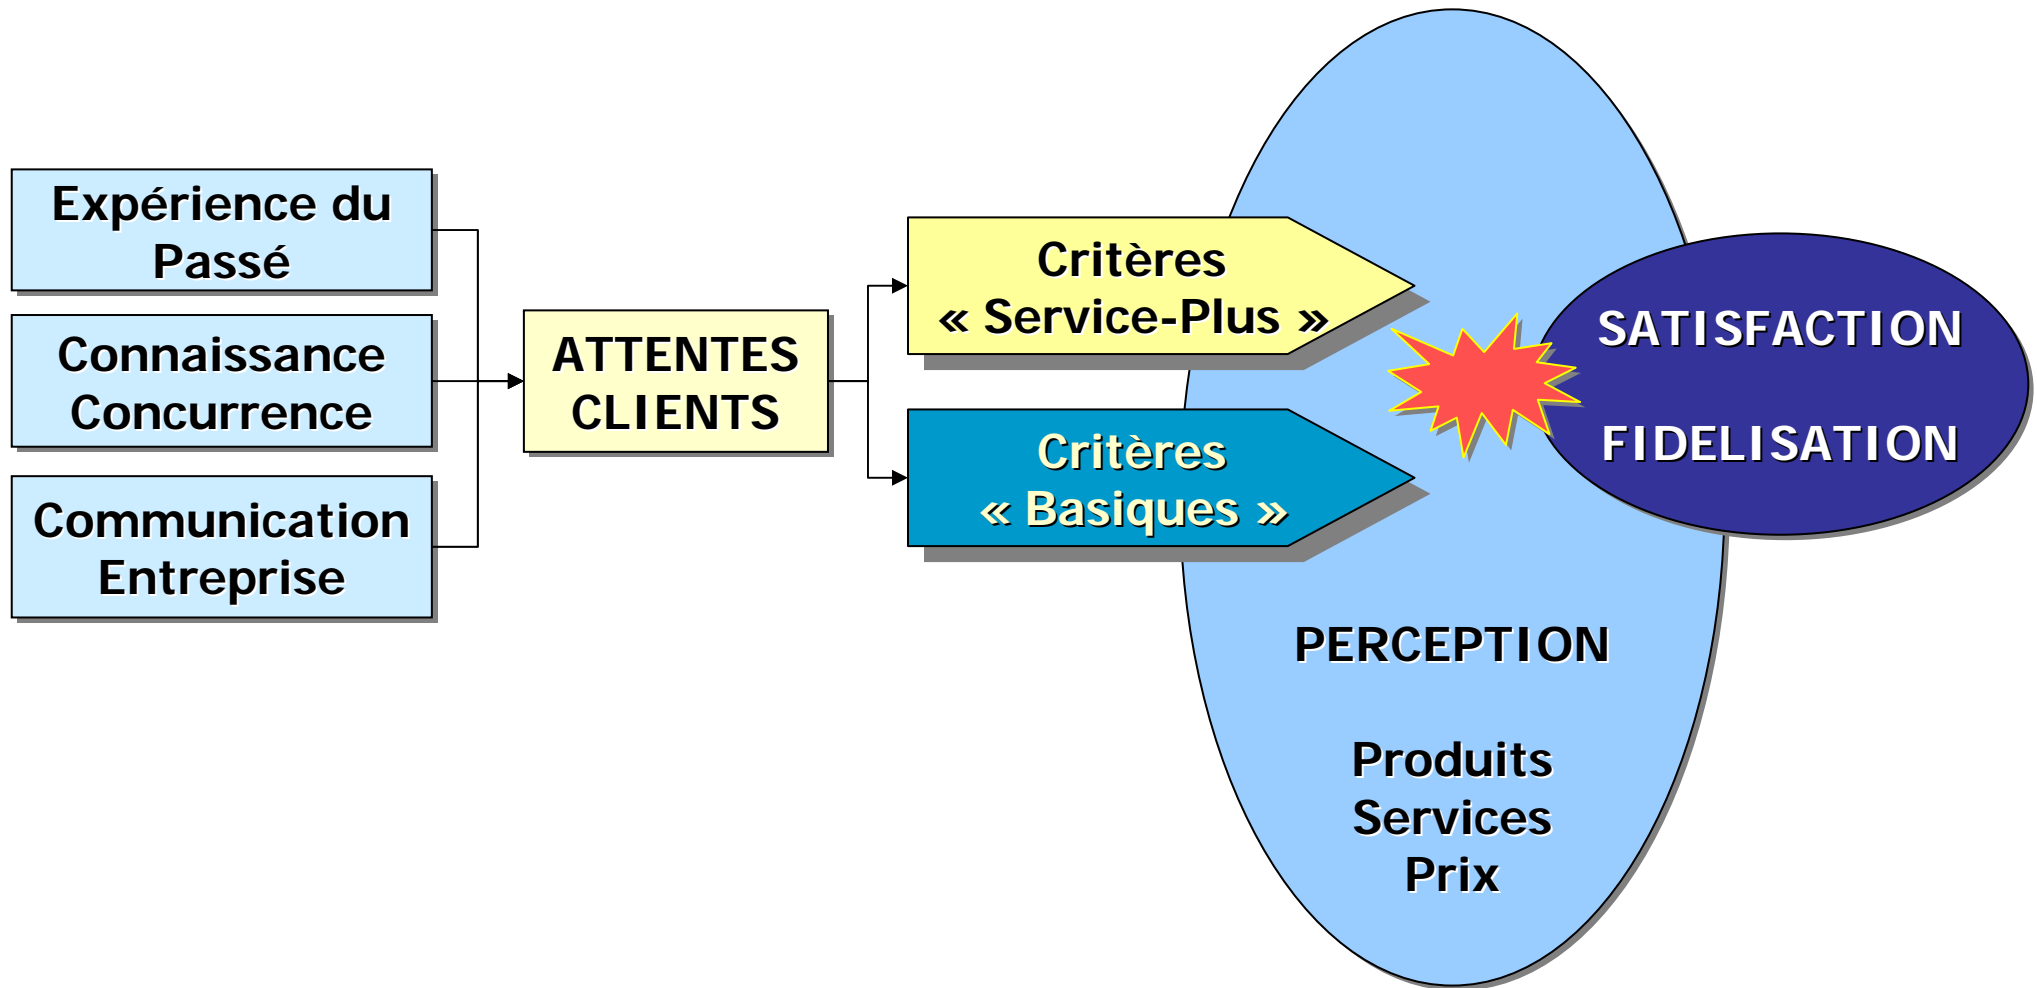 Expérience du
Passé
Connaissance
Concurrence
Communication
Entreprise
ATTENTES
CLIENTS
Critères
« Service-Plus »
Critères
« Basiques »
PERCEPTION
Produits
Services
Prix
SATISFACTION
FIDELISATION